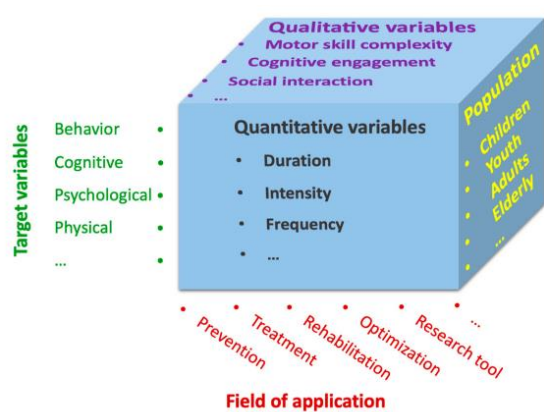 Qualitative variables
• Motor skill complexity
• Cognitive engagement
• Social interaction
• ...
Population
• Children
• Youth
• Adults
• Elderly
• ...
Target variables
Behavior •
Cognitive •
Psychological •
Physical •
... •
Quantitative variables
• Duration
• Intensity
• Frequency
• ...
• Prevention
• Treatment
• Rehabilitation
• Optimization
• Research tool
• ...
Field of application